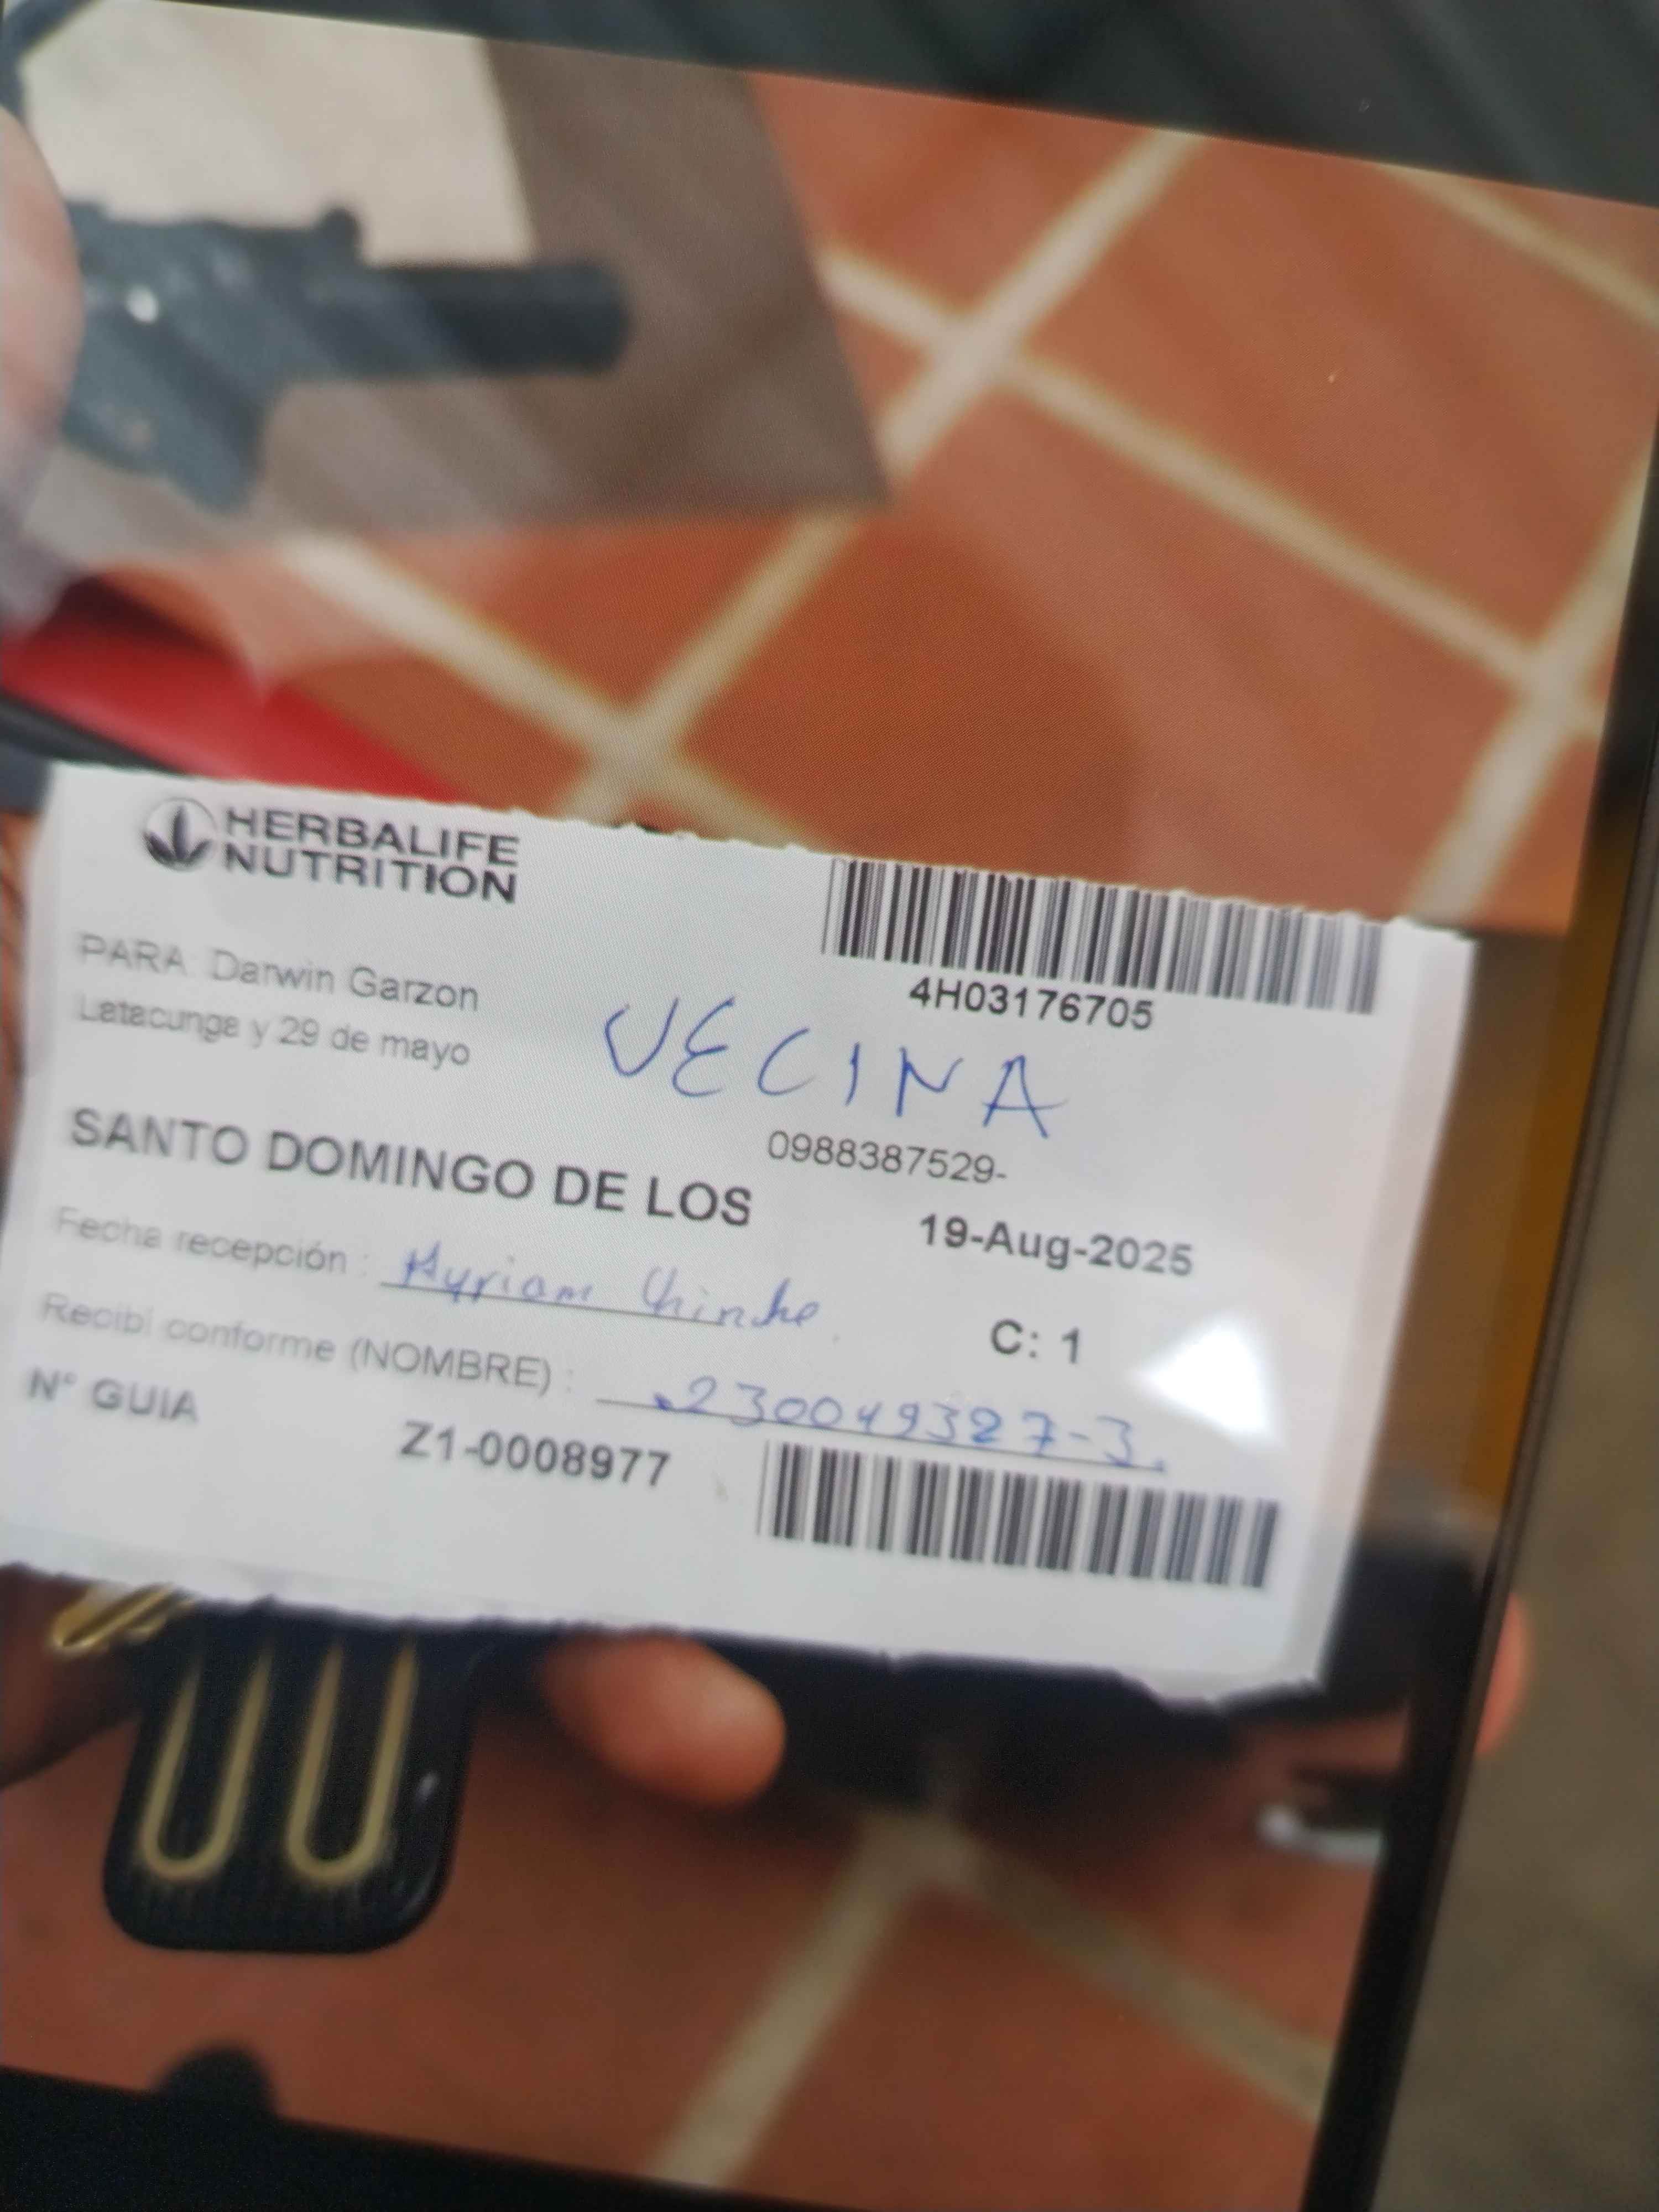 HERBALIFE
NUTRITION
4H03176705
PARA: Darwin Garzon
Latacunga y 29 de mayo
VECINA
0988387529-
SANTO DOMINGO DE LOS
19-Aug-2025
Fecha recepción : Myriam
C: 1
Recibí conforme (NOMBRE) : 230049327-3.
N° GUIA Z1-0008977